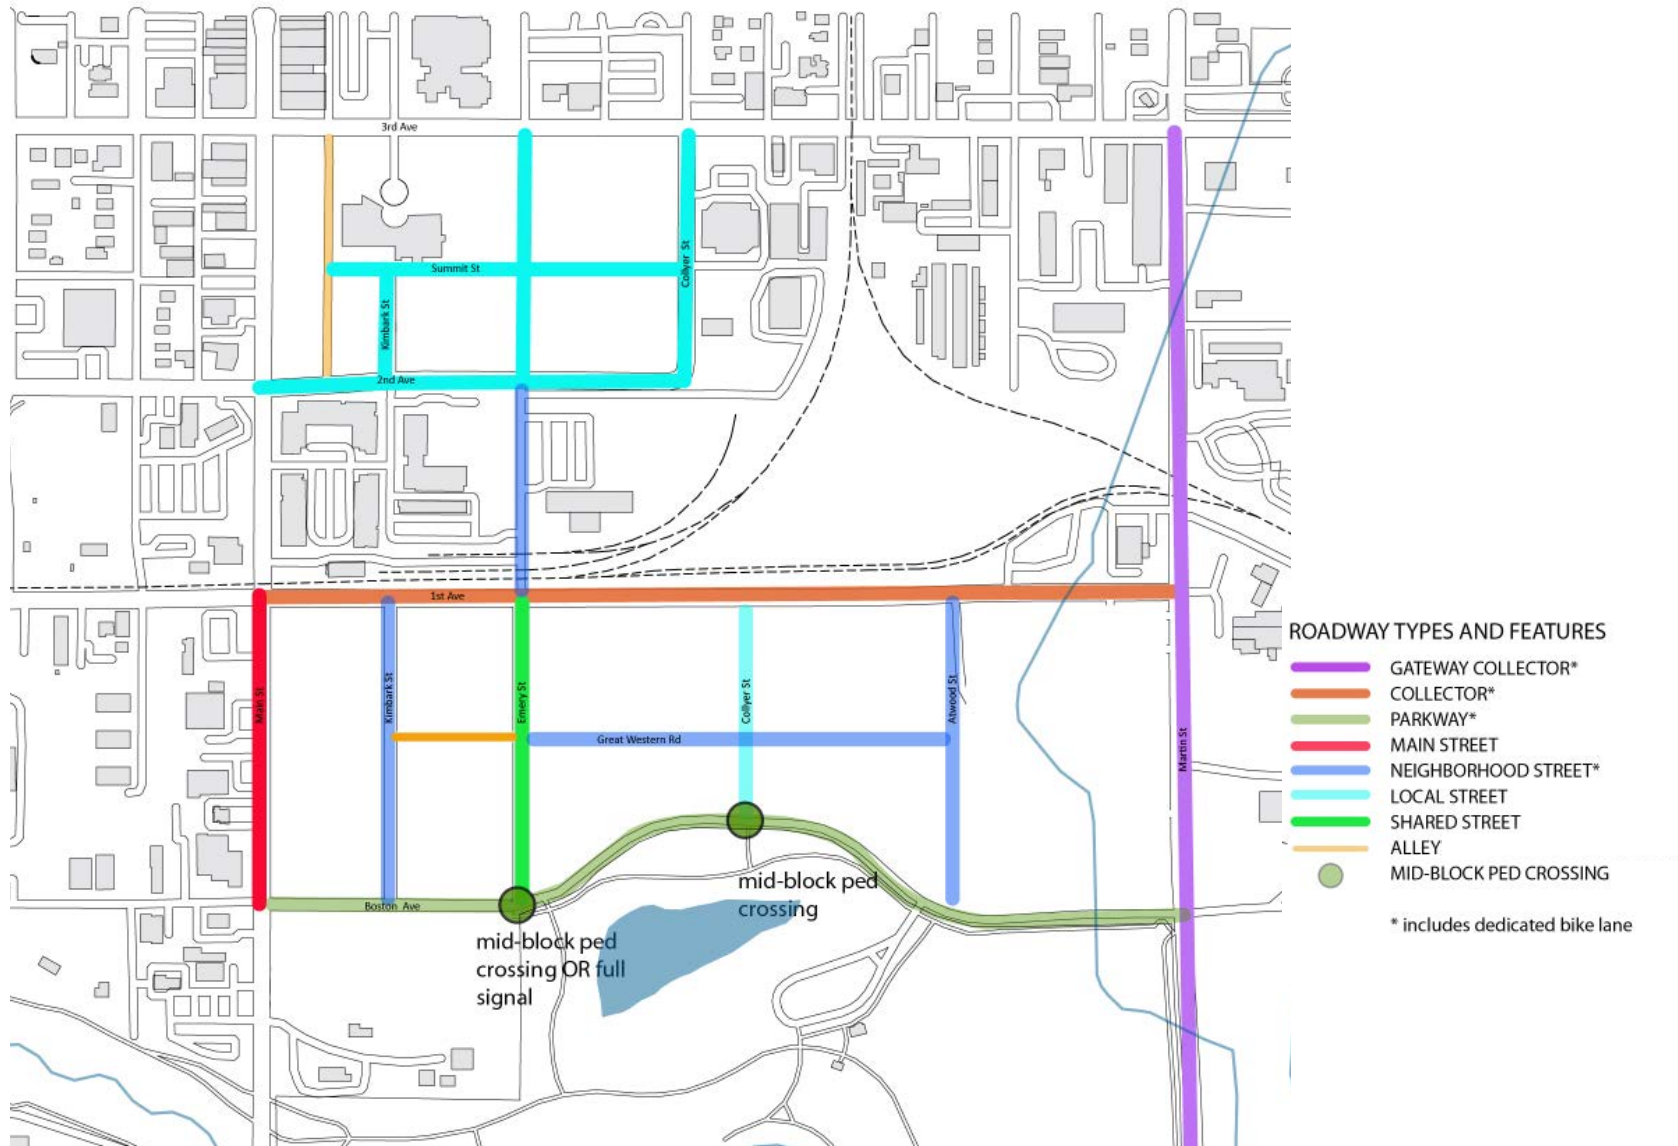 3rd Ave
Summit St
Collyer St
Kimbark St
2nd Ave
1st Ave
Main St
Kimbark St
Emery St
Collyer St
Atwood St
Great Western Rd
Martin St
Boston Ave
mid-block ped
crossing
mid-block ped
crossing OR full
signal
ROADWAY TYPES AND FEATURES
GATEWAY COLLECTOR*
COLLECTOR*
PARKWAY*
MAIN STREET
NEIGHBORHOOD STREET*
LOCAL STREET
SHARED STREET
ALLEY
MID-BLOCK PED CROSSING
* includes dedicated bike lane